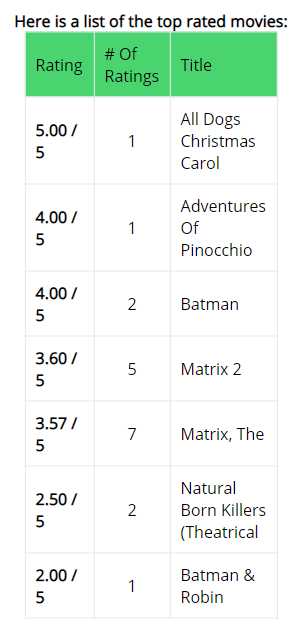 Here is a list of the top rated movies:
Rating # Of Ratings Title
5.00 / 5 1 All Dogs Christmas Carol
4.00 / 5 1 Adventures Of Pinocchio
4.00 / 5 2 Batman
3.60 / 5 5 Matrix 2
3.57 / 5 7 Matrix, The
2.50 / 5 2 Natural Born Killers (Theatrical
2.00 / 5 1 Batman & Robin